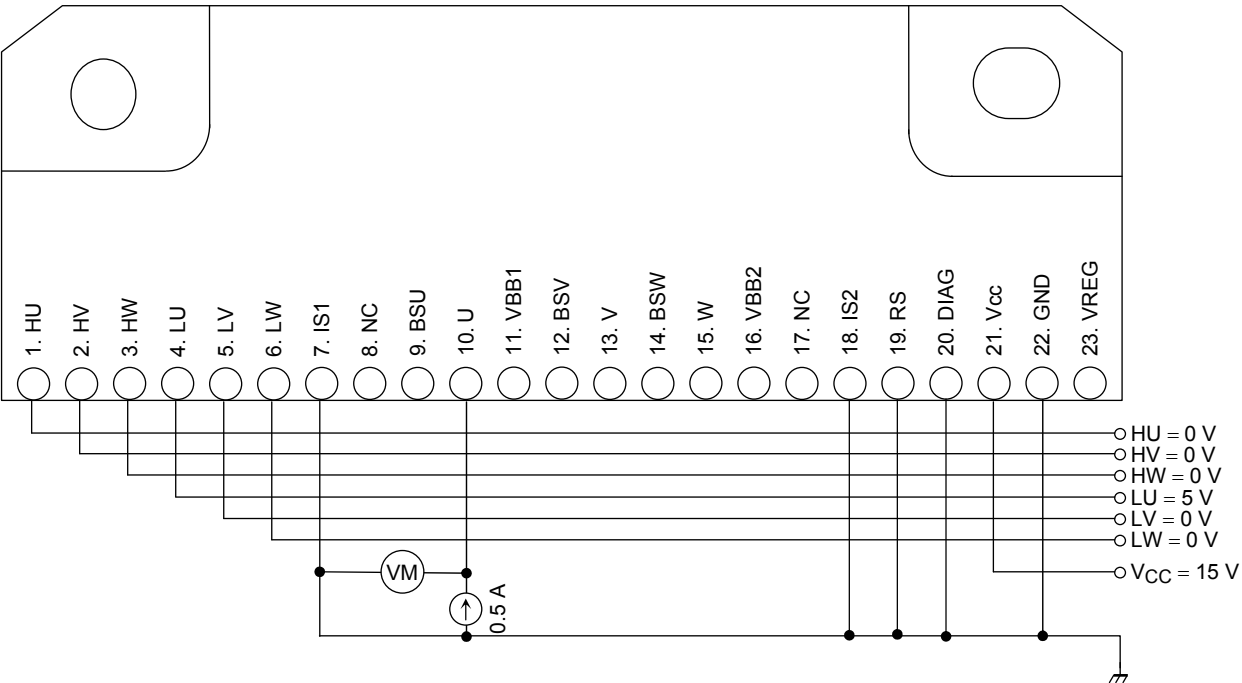 1. HU
2. HV
3. HW
4. LU
5. LV
6. LW
7. IS1
8. NC
9. BSU
10. U
11. VBB1
12. BSV
13. V
14. BSW
15. W
16. VBB2
17. NC
18. IS2
19. RS
20. DIAG
21. Vcc
22. GND
23. VREG
HU = 0 V
HV = 0 V
HW = 0 V
LU = 5 V
LV = 0 V
LW = 0 V
VM
VCC = 15 V
0.5 A